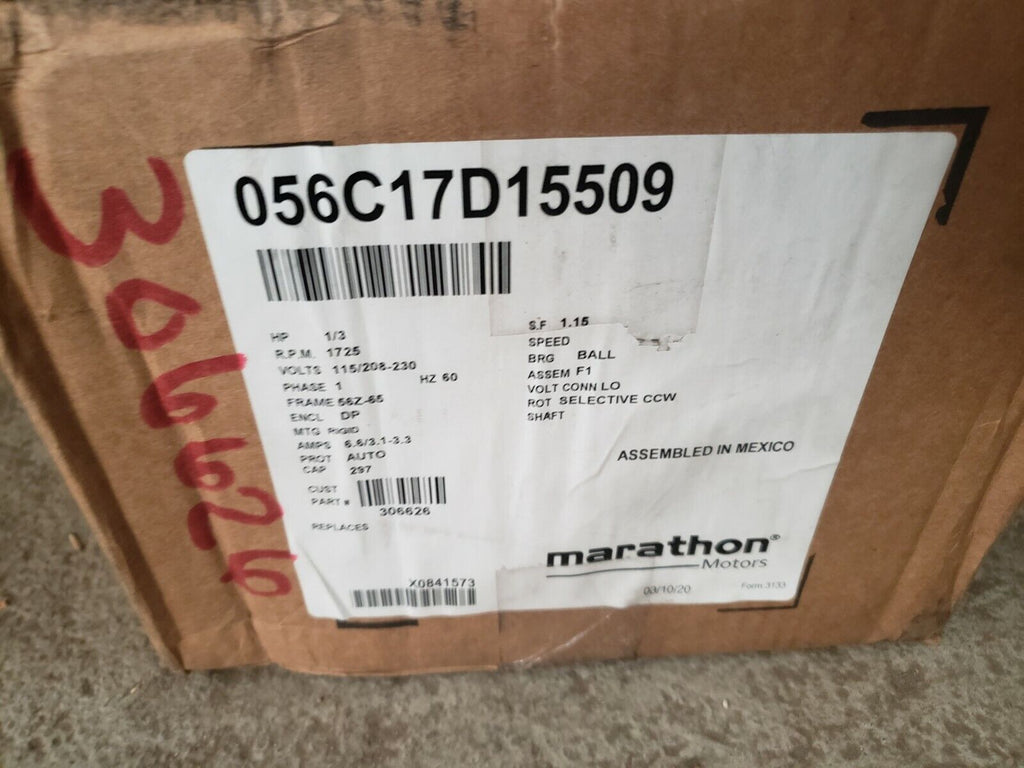 056C17D15509
HP 1/3
R.P.M. 1725
VOLTS 115/208-230
PHASE 1 HZ 60
FRAME 56Z-65
ENCL DP
MTG RIGID
AMPS 6.6/3.1-3.3
PROT AUTO
CAP 297
CUST
PART # 306626
REPLACES
X0841573
S.F 1.15
SPEED
BRG BALL
ASSEM F1
VOLT CONN LO
ROT SELECTIVE CCW
SHAFT
ASSEMBLED IN MEXICO
marathon®
Motors
03/10/20 Form 3133
306626